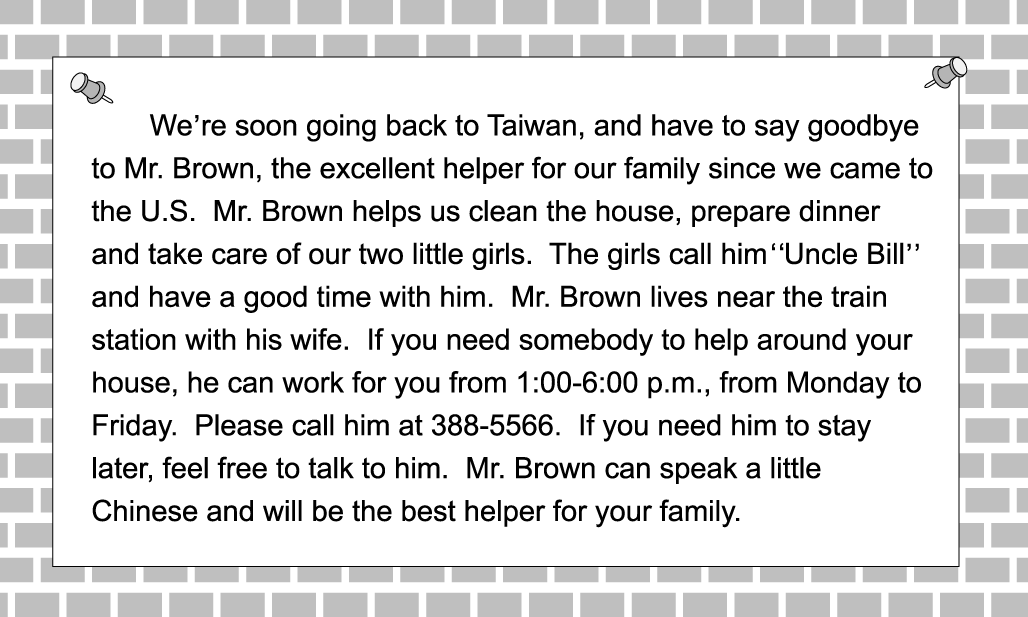 We’re soon going back to Taiwan, and have to say goodbye
to Mr. Brown, the excellent helper for our family since we came to
the U.S.  Mr. Brown helps us clean the house, prepare dinner
and take care of our two little girls.  The girls call him‘‘Uncle Bill’’
and have a good time with him.  Mr. Brown lives near the train
station with his wife.  If you need somebody to help around your
house, he can work for you from 1:00-6:00 p.m., from Monday to
Friday.  Please call him at 388-5566.  If you need him to stay
later, feel free to talk to him.  Mr. Brown can speak a little
Chinese and will be the best helper for your family.